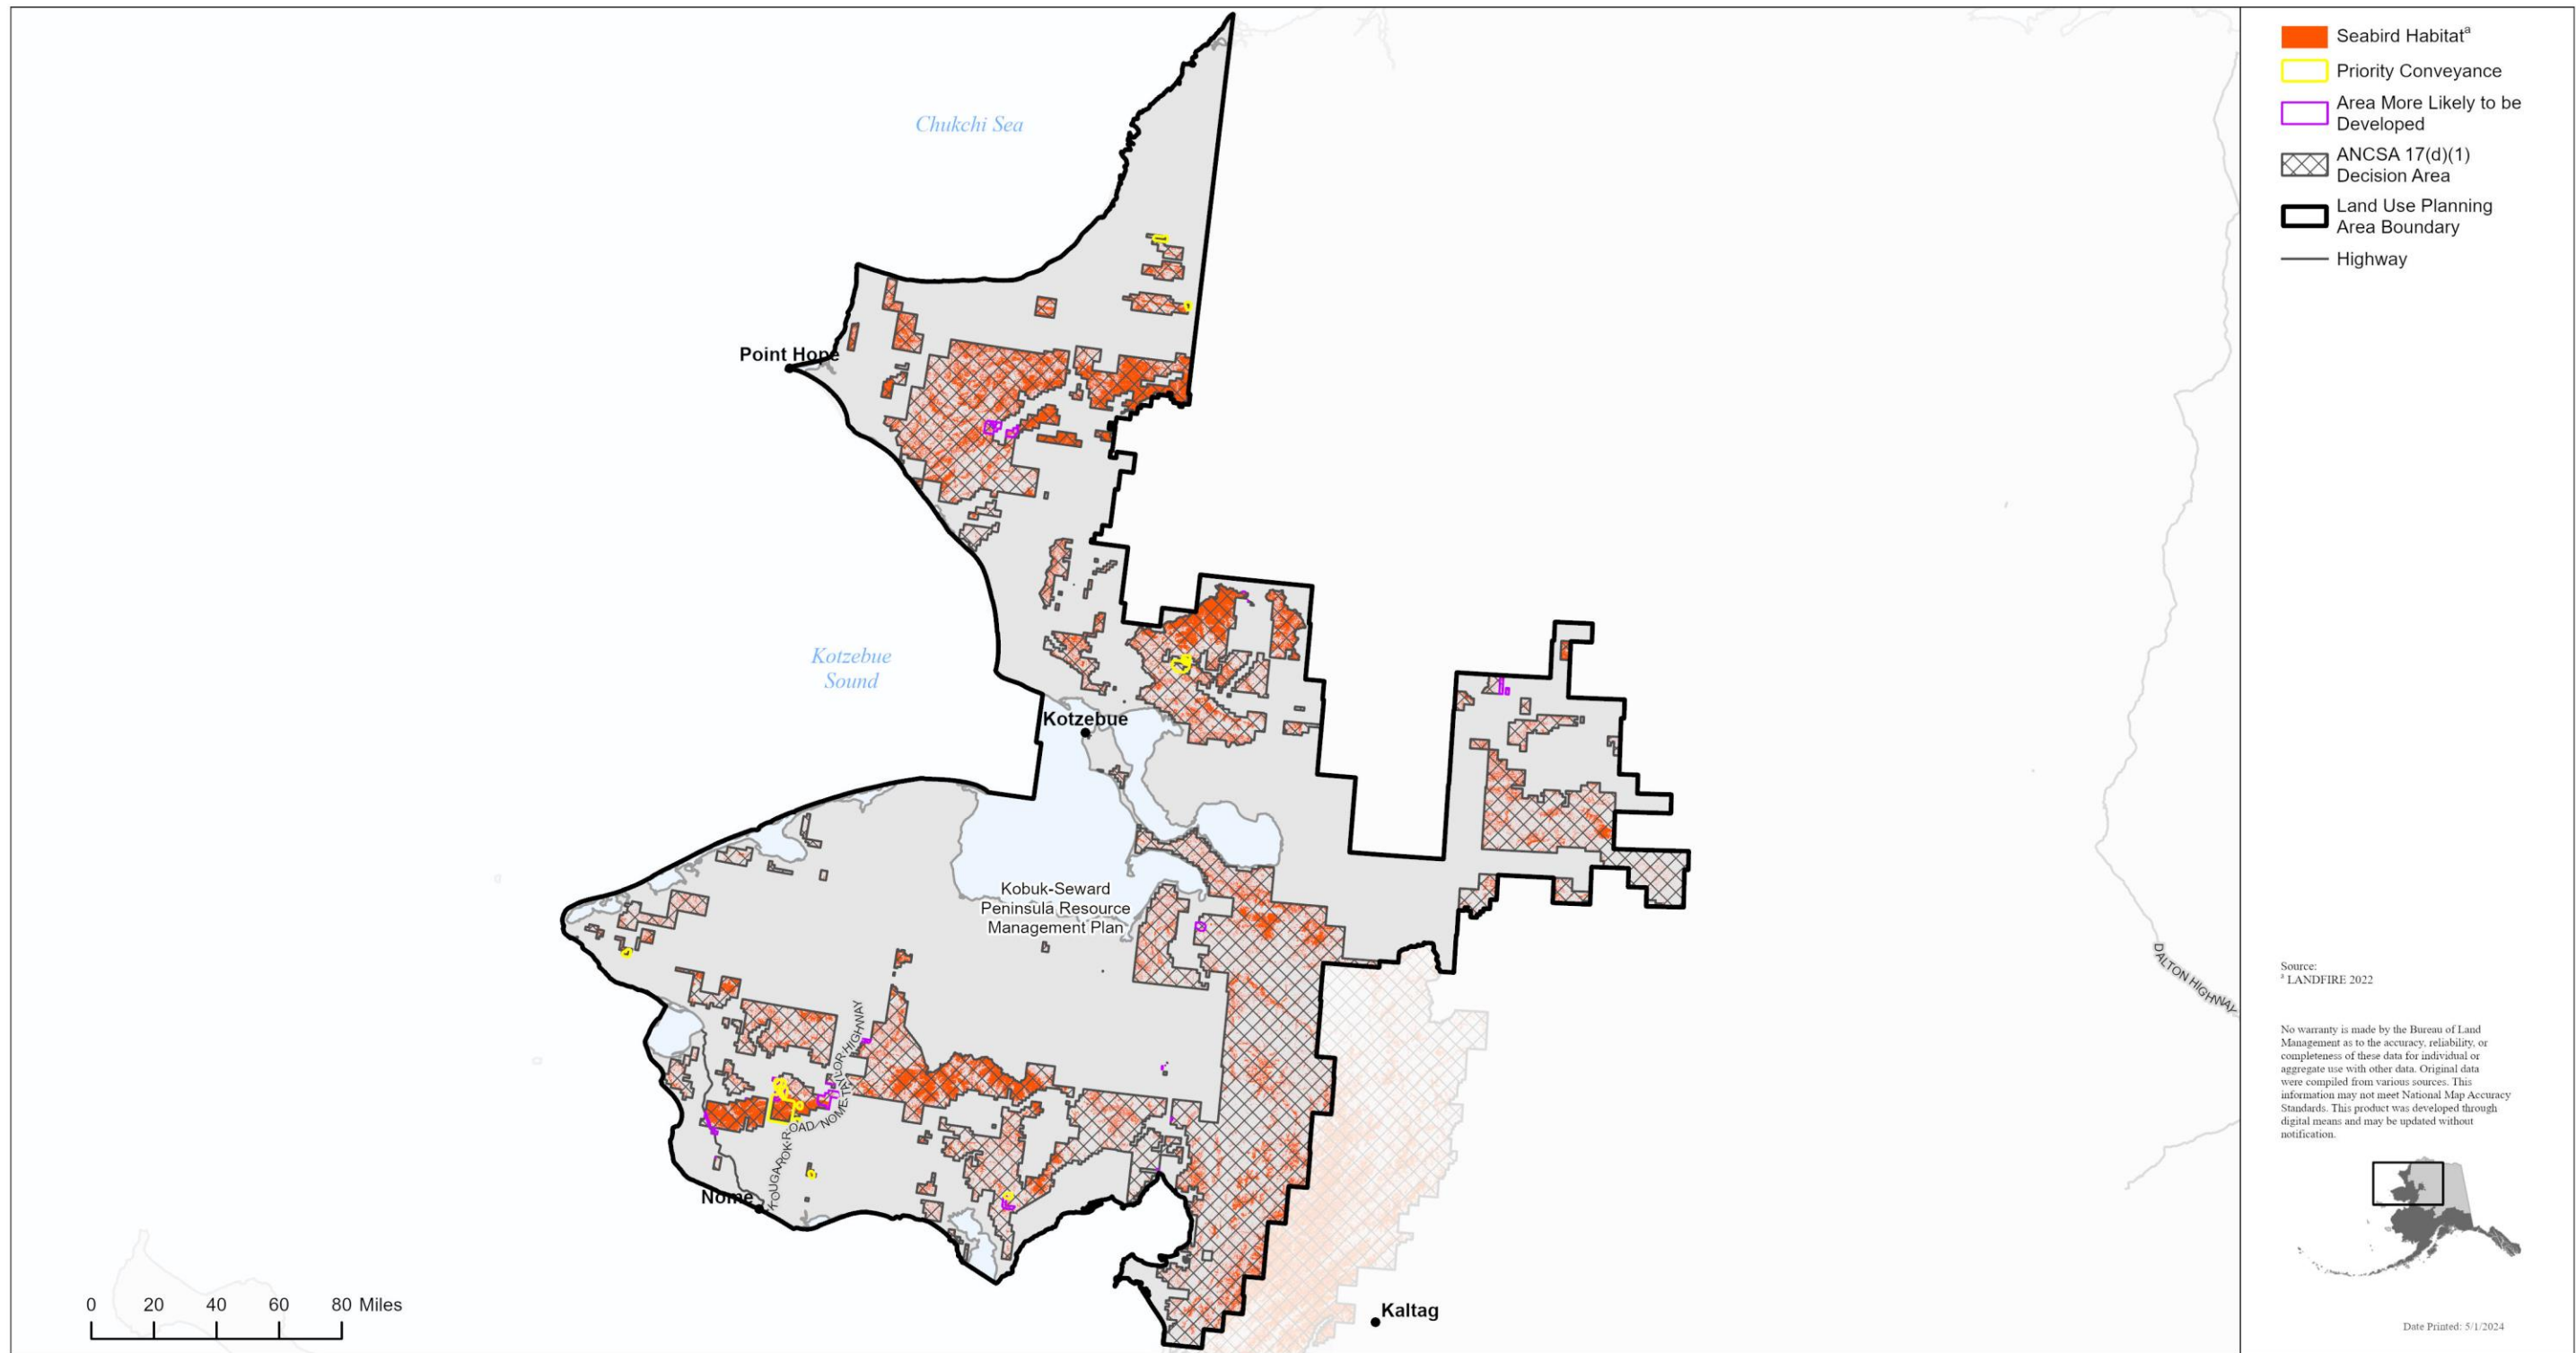 Chukchi Sea
Point Hope
Kotzebue
Sound
Kotzebue
Kobuk-Seward
Peninsula Resource
Management Plan
NOME-TAYLOR HIGHWAY
KOUGAROK ROAD
Nome
Kaltag
DALTON HIGHWAY
0 20 40 60 80 Miles
Seabird Habitatᵃ
Priority Conveyance
Area More Likely to be
Developed
ANCSA 17(d)(1)
Decision Area
Land Use Planning
Area Boundary
Highway
Source:
ᵃ LANDFIRE 2022
No warranty is made by the Bureau of Land
Management as to the accuracy, reliability, or
completeness of these data for individual or
aggregate use with other data. Original data
were compiled from various sources. This
information may not meet National Map Accuracy
Standards. This product was developed through
digital means and may be updated without
notification.
Date Printed: 5/1/2024